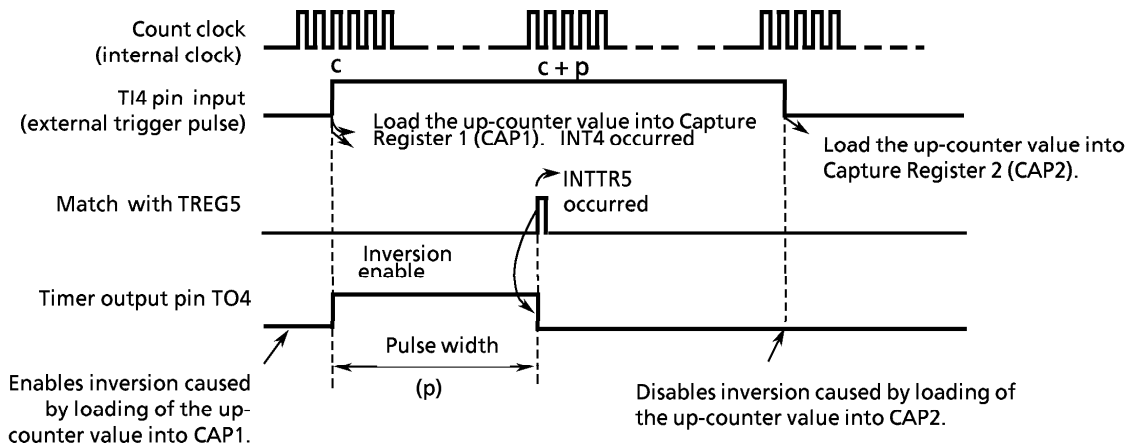 Count clock
(internal clock)
c
c + p
TI4 pin input
(external trigger pulse)
Load the up-counter value into Capture
Register 1 (CAP1). INT4 occurred
Load the up-counter value into
Capture Register 2 (CAP2).
INTTR5
occurred
Match with TREG5
Inversion
enable
Timer output pin TO4
Pulse width
(p)
Enables inversion caused
by loading of the up-
counter value into CAP1.
Disables inversion caused by loading of
the up-counter value into CAP2.